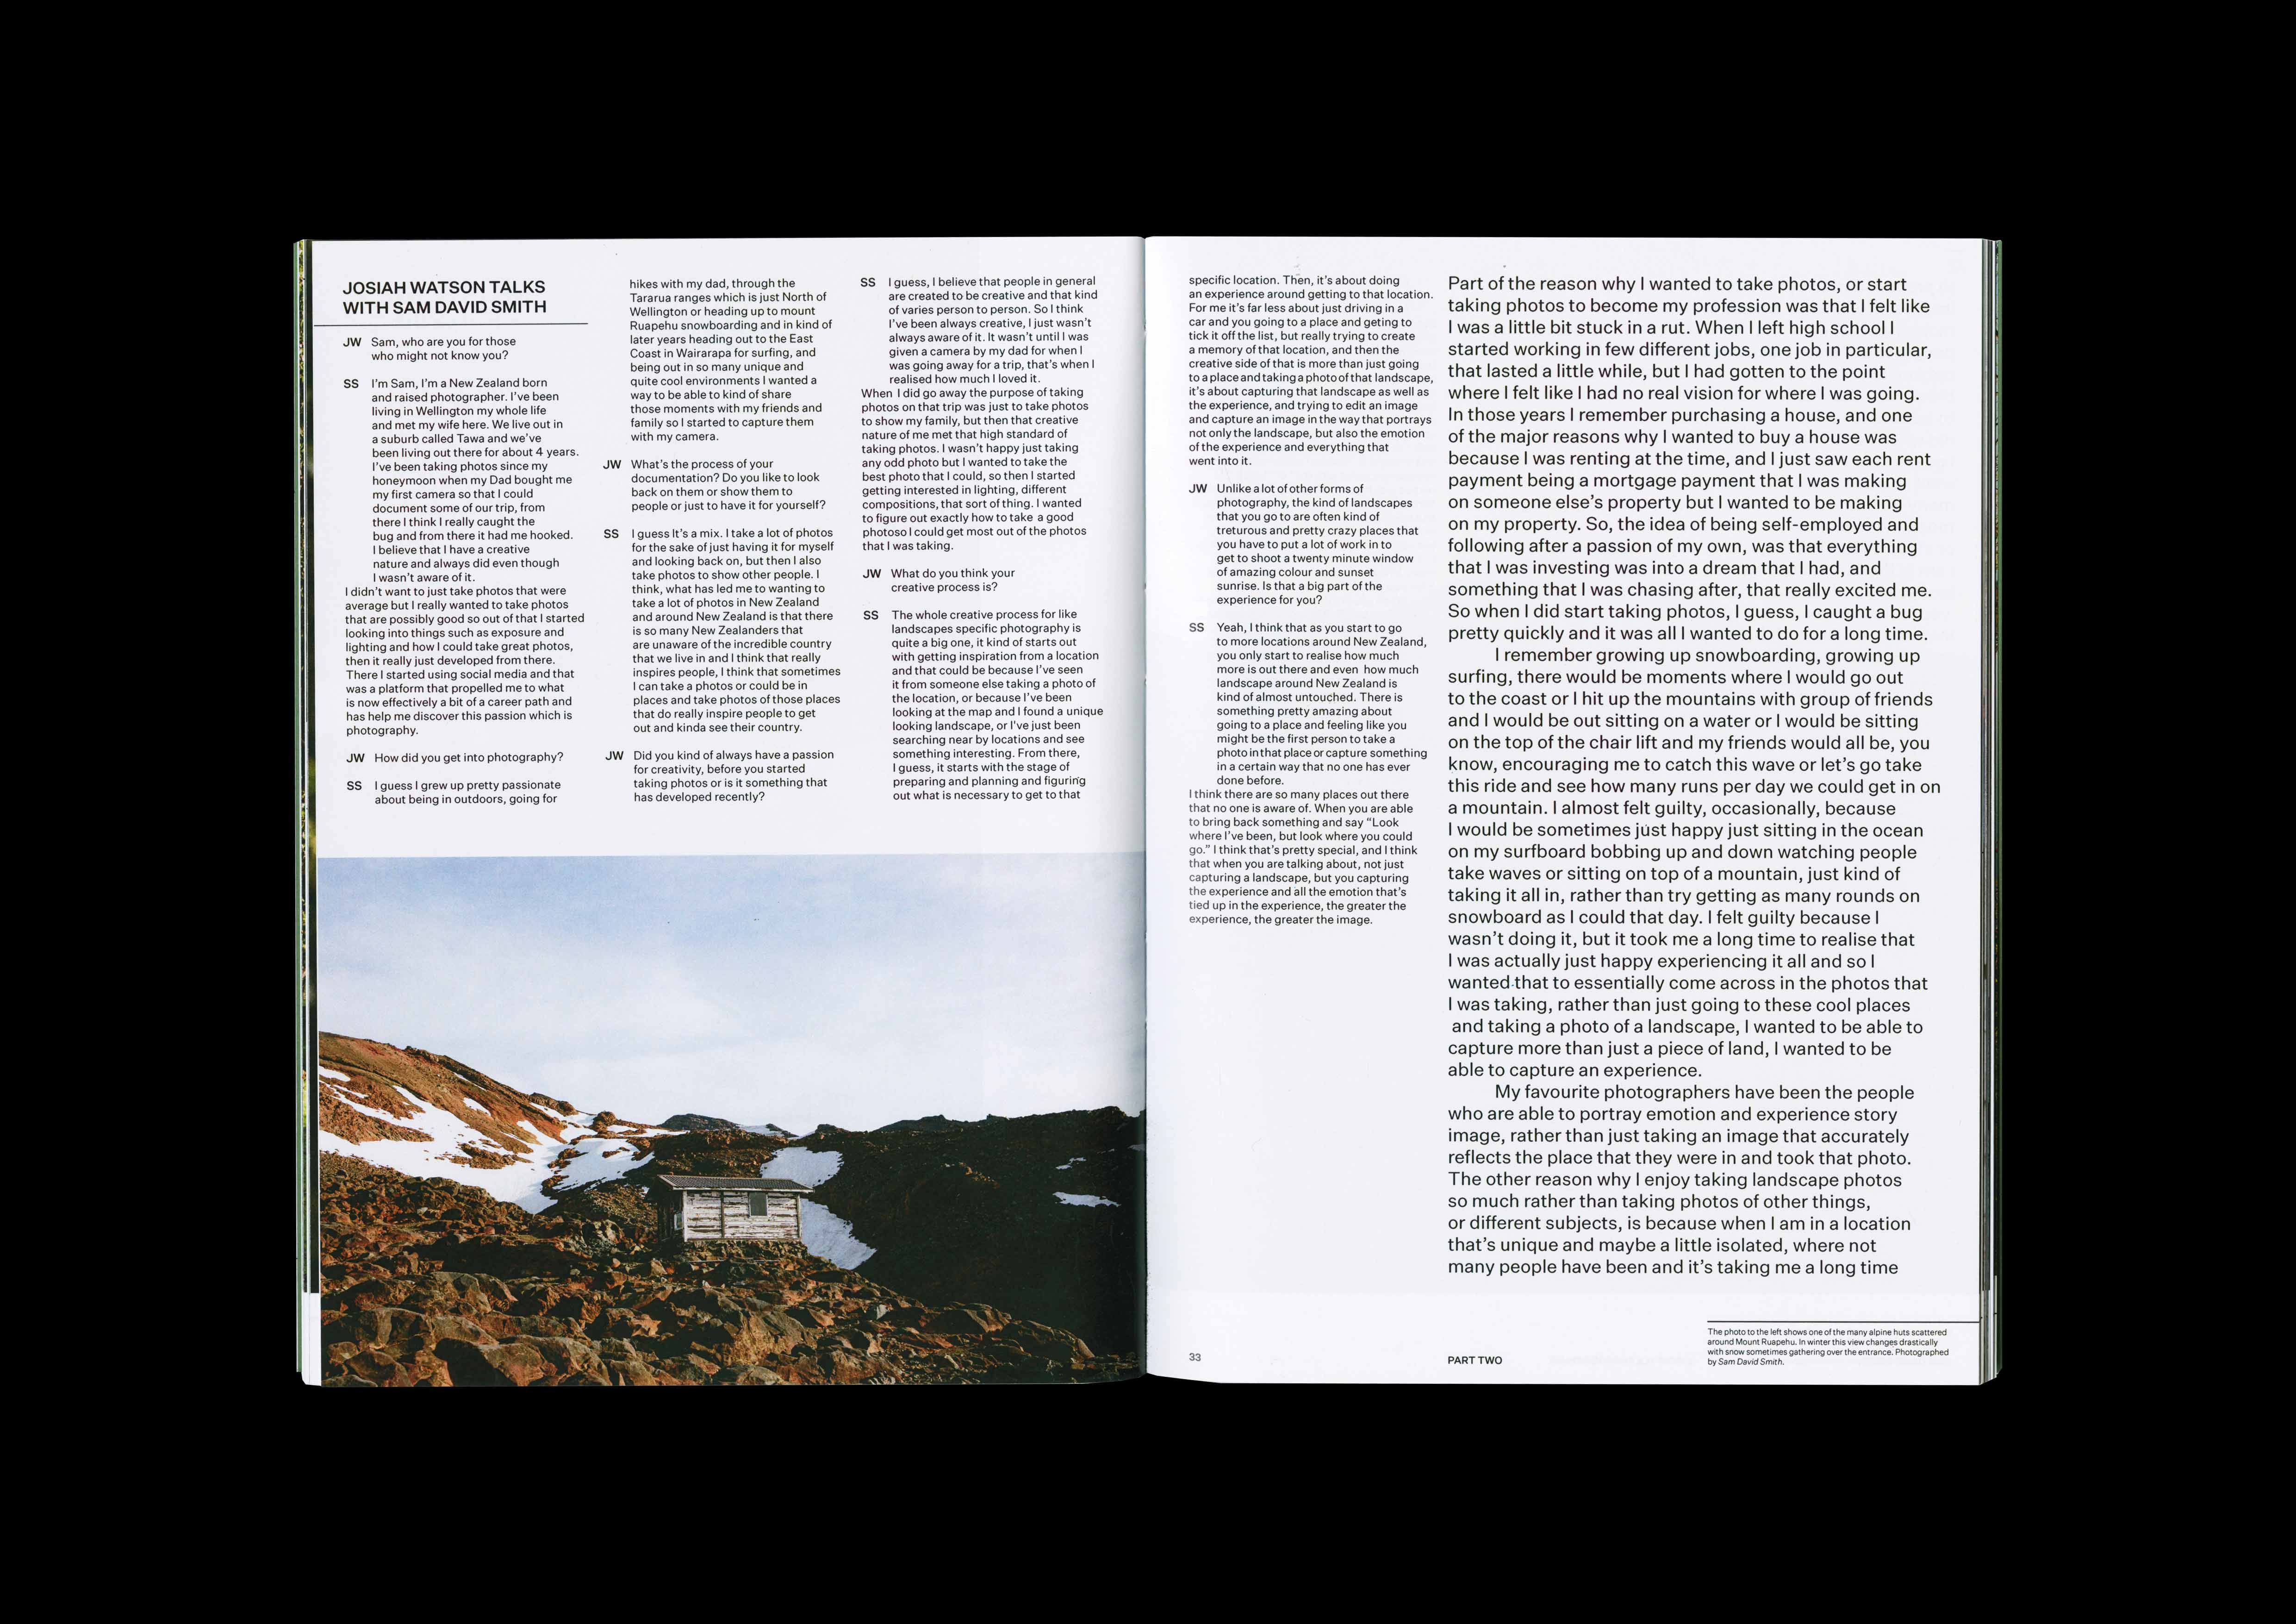 JOSIAH WATSON TALKS
WITH SAM DAVID SMITH
JW Sam, who are you for those
who might not know you?
SS I'm Sam, I'm a New Zealand born
and raised photographer. I've been
living in Wellington my whole life
and met my wife here. We live out in
a suburb called Tawa and we've
been living out there for about 4 years.
I've been taking photos since my
honeymoon when my Dad bought me
my first camera so that I could
document some of our trip, from
there I think I really caught the
bug and from there it had me hooked.
I believe that I have a creative
nature and always did even though
I wasn't aware of it.
I didn't want to just take photos that were
average but I really wanted to take photos
that are possibly good so out of that I started
looking into things such as exposure and
lighting and how I could take great photos,
then it really just developed from there.
There I started using social media and that
was a platform that propelled me to what
is now effectively a bit of a career path and
has help me discover this passion which is
photography.
JW How did you get into photography?
SS I guess I grew up pretty passionate
about being in outdoors, going for
hikes with my dad, through the
Tararua ranges which is just North of
Wellington or heading up to mount
Ruapehu snowboarding and in kind of
later years heading out to the East
Coast in Wairarapa for surfing, and
being out in so many unique and
quite cool environments I wanted a
way to be able to kind of share
those moments with my friends and
family so I started to capture them
with my camera.
JW What's the process of your
documentation? Do you like to look
back on them or show them to
people or just to have it for yourself?
SS I guess It's a mix. I take a lot of photos
for the sake of just having it for myself
and looking back on, but then I also
take photos to show other people. I
think, what has led me to wanting to
take a lot of photos in New Zealand
and around New Zealand is that there
is so many New Zealanders that
are unaware of the incredible country
that we live in and I think that really
inspires people, I think that sometimes
I can take a photos or could be in
places and take photos of those places
that do really inspire people to get
out and kinda see their country.
JW Did you kind of always have a passion
for creativity, before you started
taking photos or is it something that
has developed recently?
SS I guess, I believe that people in general
are created to be creative and that kind
of varies person to person. So I think
I've been always creative, I just wasn't
always aware of it. It wasn't until I was
given a camera by my dad for when I
was going away for a trip, that's when I
realised how much I loved it.
When I did go away the purpose of taking
photos on that trip was just to take photos
to show my family, but then that creative
nature of me met that high standard of
taking photos. I wasn't happy just taking
any odd photo but I wanted to take the
best photo that I could, so then I started
getting interested in lighting, different
compositions, that sort of thing. I wanted
to figure out exactly how to take a good
photoso I could get most out of the photos
that I was taking.
JW What do you think your
creative process is?
SS The whole creative process for like
landscapes specific photography is
quite a big one, it kind of starts out
with getting inspiration from a location
and that could be because I've seen
it from someone else taking a photo of
the location, or because I've been
looking at the map and I found a unique
looking landscape, or I've just been
searching near by locations and see
something interesting. From there,
I guess, it starts with the stage of
preparing and planning and figuring
out what is necessary to get to that
specific location. Then, it's about doing
an experience around getting to that location.
For me it's far less about just driving in a
car and you going to a place and geting to
tick it off the list, but really trying to create
a memory of that location, and then the
creative side of that is more than just going
to a place and taking a photo of that landscape,
it's about capturing that landscape as well as
the experience, and trying to edit an image
and capture an image in the way that portrays
not only the landscape, but also the emotion
of the experience and everything that
went into it.
JW Unlike a lot of other forms of
photography, the kind of landscapes
that you go to are often kind of
treturous and pretty crazy places that
you have to put a lot of work in to
get to shoot a twenty minute window
of amazing colour and sunset
sunrise. Is that a big part of the
experience for you?
SS Yeah, I think that as you start to go
to more locations around New Zealand,
you only start to realise how much
more is out there and even how much
landscape around New Zealand is
kind of almost untouched. There is
something pretty amazing about
going to a place and feeling like you
might be the first person to take a
photo in that place or capture something
in a certain way that no one has ever
done before.
I think there are so many places out there
that no one is aware of. When you are able
to bring back something and say "Look
where I've been, but look where you could
go." I think that's pretty special, and I think
that when you are talking about, not just
capturing a landscape, but you capturing
the experience and all the emotion that's
tied up in the experience, the greater the
experience, the greater the image.
Part of the reason why I wanted to take photos, or start
taking photos to become my profession was that I felt like
I was a little bit stuck in a rut. When I left high school I
started working in few different jobs, one job in particular,
that lasted a little while, but I had gotten to the point
where I felt like I had no real vision for where I was going.
In those years I remember purchasing a house, and one
of the major reasons why I wanted to buy a house was
because I was renting at the time, and I just saw each rent
payment being a mortgage payment that I was making
on someone else's property but I wanted to be making
on my property. So, the idea of being self-employed and
following after a passion of my own, was that everything
that I was investing was into a dream that I had, and
something that I was chasing after, that really excited me.
So when I did start taking photos, I guess, I caught a bug
pretty quickly and it was all I wanted to do for a long time.
I remember growing up snowboarding, growing up
surfing, there would be moments where I would go out
to the coast or I hit up the mountains with group of friends
and I would be out sitting on a water or I would be sitting
on the top of the chair lift and my friends would all be, you
know, encouraging me to catch this wave or let's go take
this ride and see how many runs per day we could get in on
a mountain. I almost felt guilty, occasionally, because
I would be sometimes just happy just sitting in the ocean
on my surfboard bobbing up and down watching people
take waves or sitting on top of a mountain, just kind of
taking it all in, rather than try getting as many rounds on
snowboard as I could that day. I felt guilty because I
wasn't doing it, but it took me a long time to realise that
I was actually just happy experiencing it all and so I
wanted that to essentially come across in the photos that
I was taking, rather than just going to these cool places
and taking a photo of a landscape, I wanted to be able to
capture more than just a piece of land, I wanted to be
able to capture an experience.
My favourite photographers have been the people
who are able to portray emotion and experience story
image, rather than just taking an image that accurately
reflects the place that they were in and took that photo.
The other reason why I enjoy taking landscape photos
so much rather than taking photos of other things,
or different subjects, is because when I am in a location
that's unique and maybe a little isolated, where not
many people have been and it's taking me a long time
33
PART TWO
The photo to the left shows one of the many alpine huts scattered
around Mount Ruapehu. In winter this view changes drastically
with snow sometimes gathering over the entrance. Photographed
by Sam David Smith.